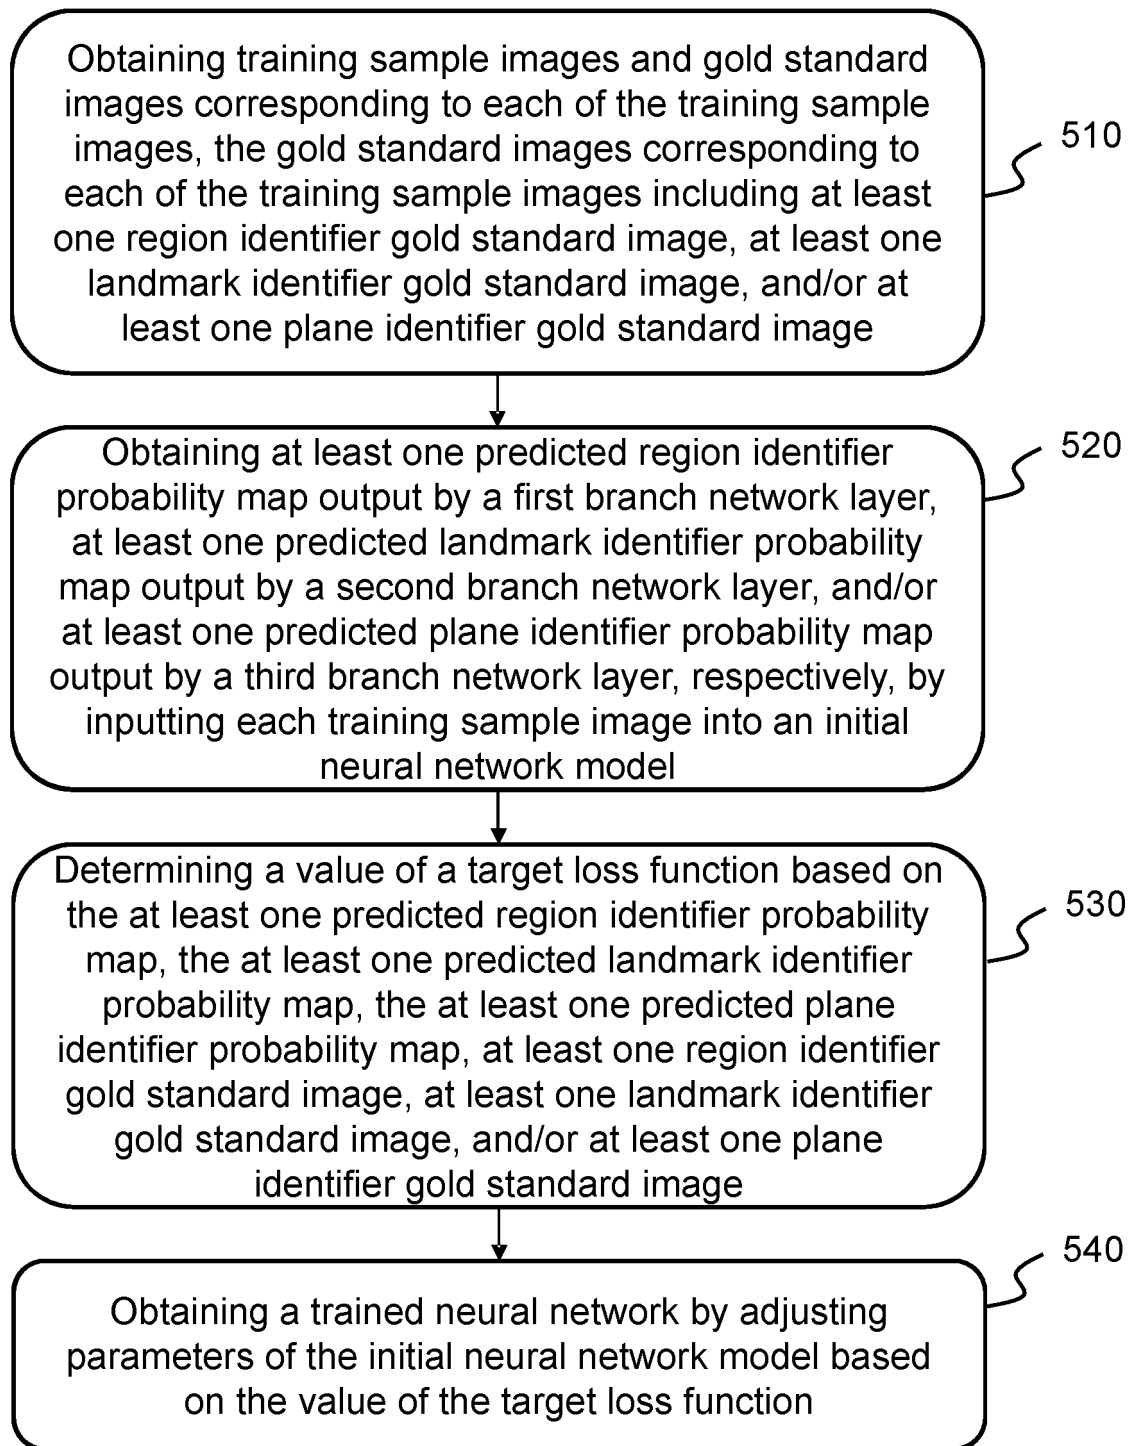 Obtaining training sample images and gold standard
images corresponding to each of the training sample
images, the gold standard images corresponding to
each of the training sample images including at least
one region identifier gold standard image, at least one
landmark identifier gold standard image, and/or at
least one plane identifier gold standard image
510
Obtaining at least one predicted region identifier
probability map output by a first branch network layer,
at least one predicted landmark identifier probability
map output by a second branch network layer, and/or
at least one predicted plane identifier probability map
output by a third branch network layer, respectively, by
inputting each training sample image into an initial
neural network model
520
Determining a value of a target loss function based on
the at least one predicted region identifier probability
map, the at least one predicted landmark identifier
probability map, the at least one predicted plane
identifier probability map, at least one region identifier
gold standard image, at least one landmark identifier
gold standard image, and/or at least one plane
identifier gold standard image
530
Obtaining a trained neural network by adjusting
parameters of the initial neural network model based
on the value of the target loss function
540